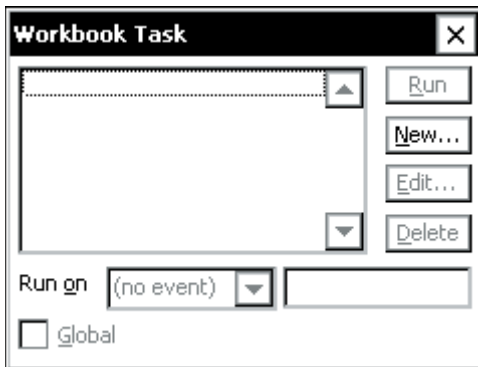 Workbook Task
Run
New...
Edit...
Delete
Run on (no event)
Global